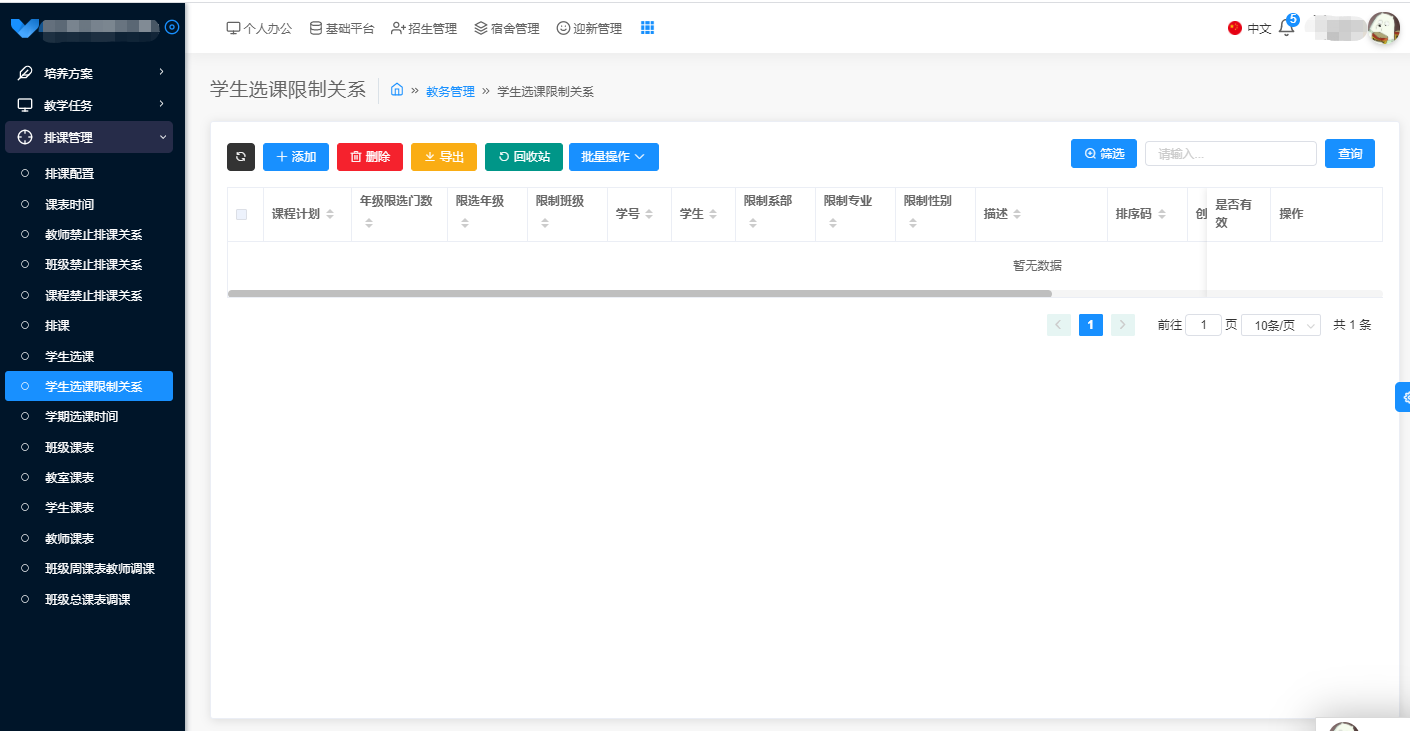 个人办公 基础平台 招生管理 宿舍管理 迎新管理 中文 5
培养方案
教学任务
排课管理
排课配置
课表时间
教师禁止排课关系
班级禁止排课关系
课程禁止排课关系
排课
学生选课
学生选课限制关系
学期选课时间
班级课表
教室课表
学生课表
教师课表
班级周课表教师调课
班级总课表调课
学生选课限制关系 » 教务管理 » 学生选课限制关系
添加 删除 导出 回收站 批量操作 筛选 请输入... 查询
课程计划 年级限选门数 限选年级 限制班级 学号 学生 限制系部 限制专业 限制性别 描述 排序码 创 是否有效 操作
暂无数据
1 前往 1 页 10条/页 共 1 条